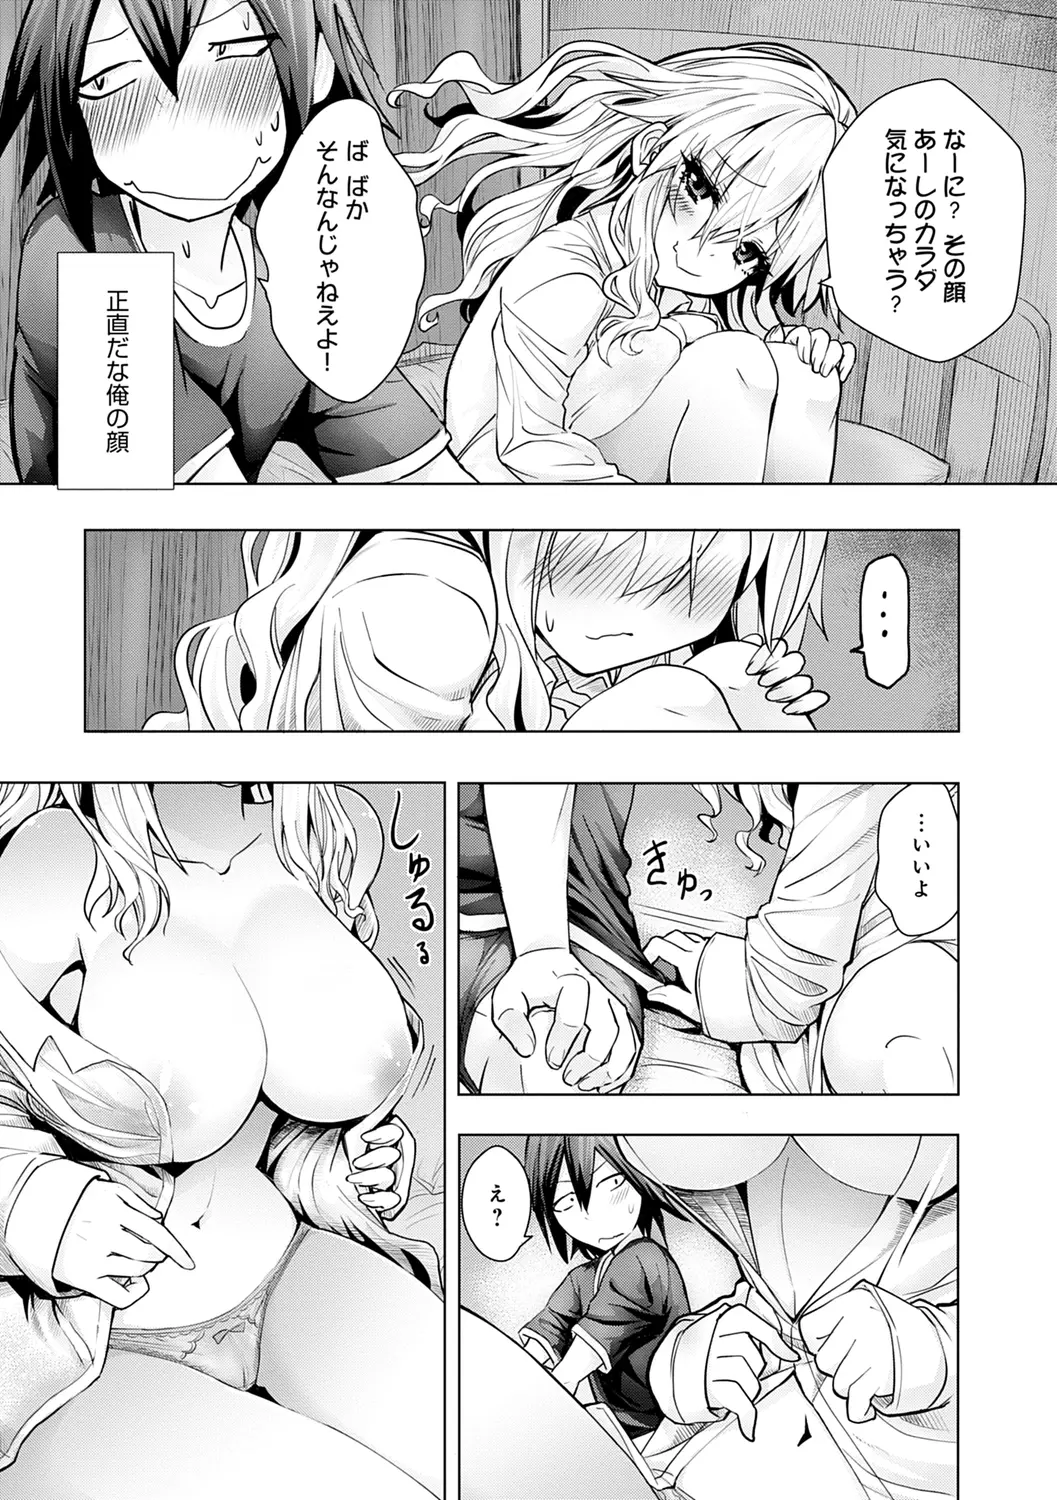 なーに? その顔
あーしのカラダ
気になっちゃう?
ば ばか
そんなんじゃねえよ!
正直だな俺の顔
…
…いいよ
きゅっ
え?
しゅるるる